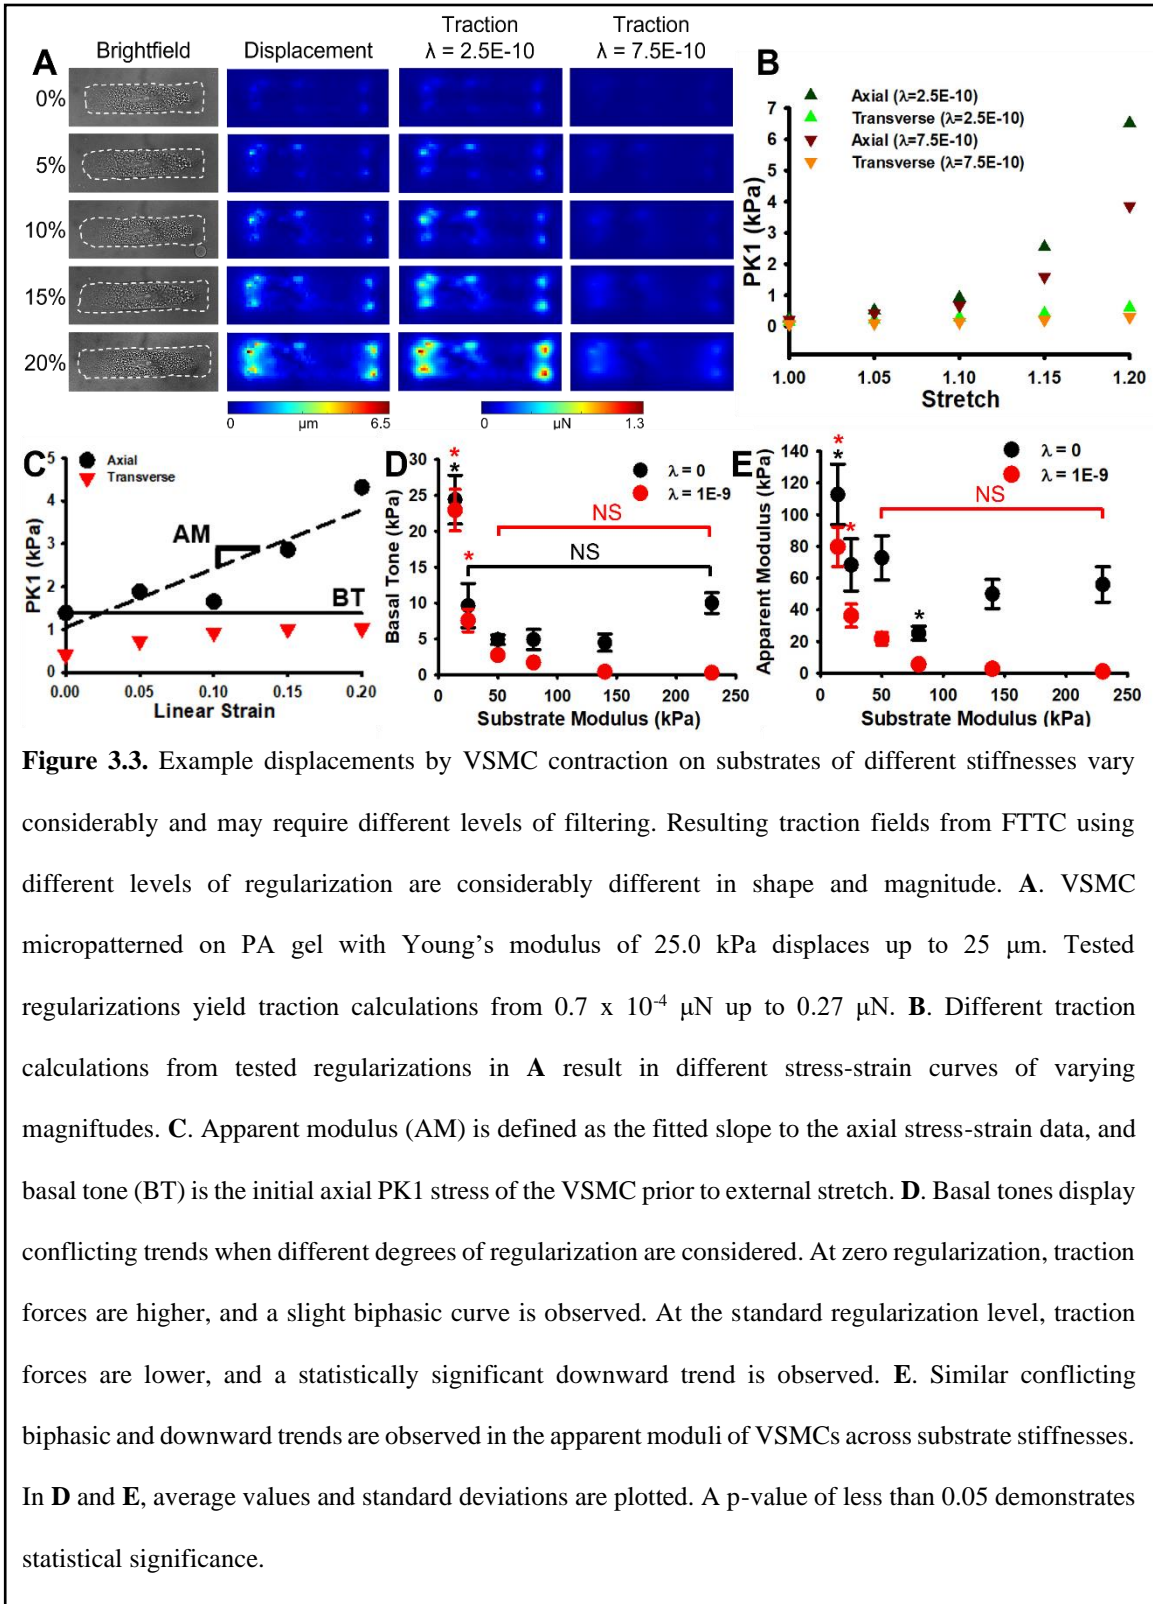 Brightfield
Displacement
Traction
λ = 2.5E-10
Traction
λ = 7.5E-10
A
0%
5%
10%
15%
20%
0 μm 6.5
0 μN 1.3
B
Axial (λ=2.5E-10)
Transverse (λ=2.5E-10)
Axial (λ=7.5E-10)
Transverse (λ=7.5E-10)
PK1 (kPa)
7
6
5
4
3
2
1
0
1.00 1.05 1.10 1.15 1.20
Stretch
C
Axial
Transverse
PK1 (kPa)
5
4
3
2
1
0
AM
BT
0.00 0.05 0.10 0.15 0.20
Linear Strain
D
λ = 0
λ = 1E-9
NS
NS
Basal Tone (kPa)
30
25
20
15
10
5
0
* *
*
0 50 100 150 200 250
Substrate Modulus (kPa)
E
λ = 0
λ = 1E-9
NS
Apparent Modulus (kPa)
140
120
100
80
60
40
20
0
* *
*
*
0 50 100 150 200 250
Substrate Modulus (kPa)
Figure 3.3. Example displacements by VSMC contraction on substrates of different stiffnesses vary
considerably and may require different levels of filtering. Resulting traction fields from FTTC using
different levels of regularization are considerably different in shape and magnitude. A. VSMC
micropatterned on PA gel with Young's modulus of 25.0 kPa displaces up to 25 μm. Tested
regularizations yield traction calculations from 0.7 x 10⁻⁴ μN up to 0.27 μN. B. Different traction
calculations from tested regularizations in A result in different stress-strain curves of varying
magniftudes. C. Apparent modulus (AM) is defined as the fitted slope to the axial stress-strain data, and
basal tone (BT) is the initial axial PK1 stress of the VSMC prior to external stretch. D. Basal tones display
conflicting trends when different degrees of regularization are considered. At zero regularization, traction
forces are higher, and a slight biphasic curve is observed. At the standard regularization level, traction
forces are lower, and a statistically significant downward trend is observed. E. Similar conflicting
biphasic and downward trends are observed in the apparent moduli of VSMCs across substrate stiffnesses.
In D and E, average values and standard deviations are plotted. A p-value of less than 0.05 demonstrates
statistical significance.